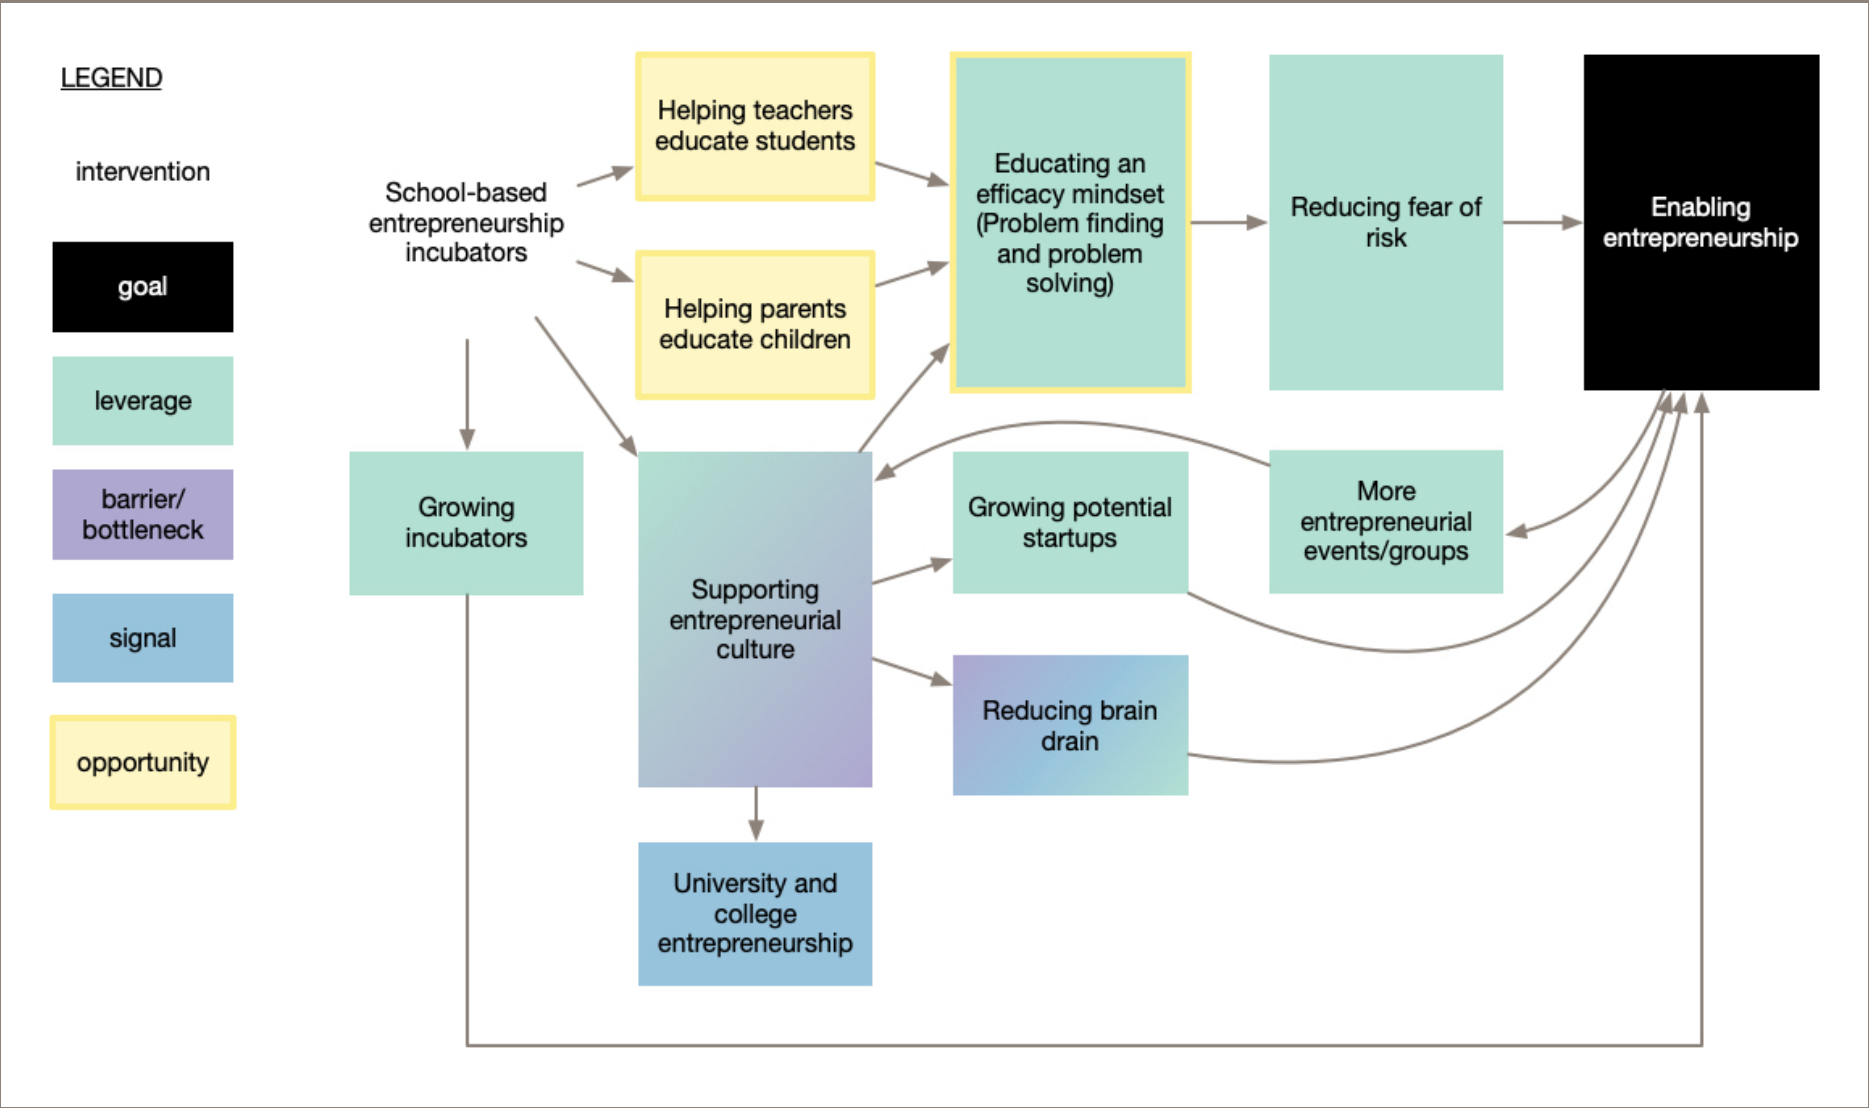 LEGEND
intervention
goal
leverage
barrier/
bottleneck
signal
opportunity
School-based
entrepreneurship
incubators
Helping teachers
educate students
Helping parents
educate children
Educating an
efficacy mindset
(Problem finding
and problem
solving)
Reducing fear of
risk
Enabling
entrepreneurship
Growing
incubators
Supporting
entrepreneurial
culture
Growing potential
startups
More
entrepreneurial
events/groups
Reducing brain
drain
University and
college
entrepreneurship